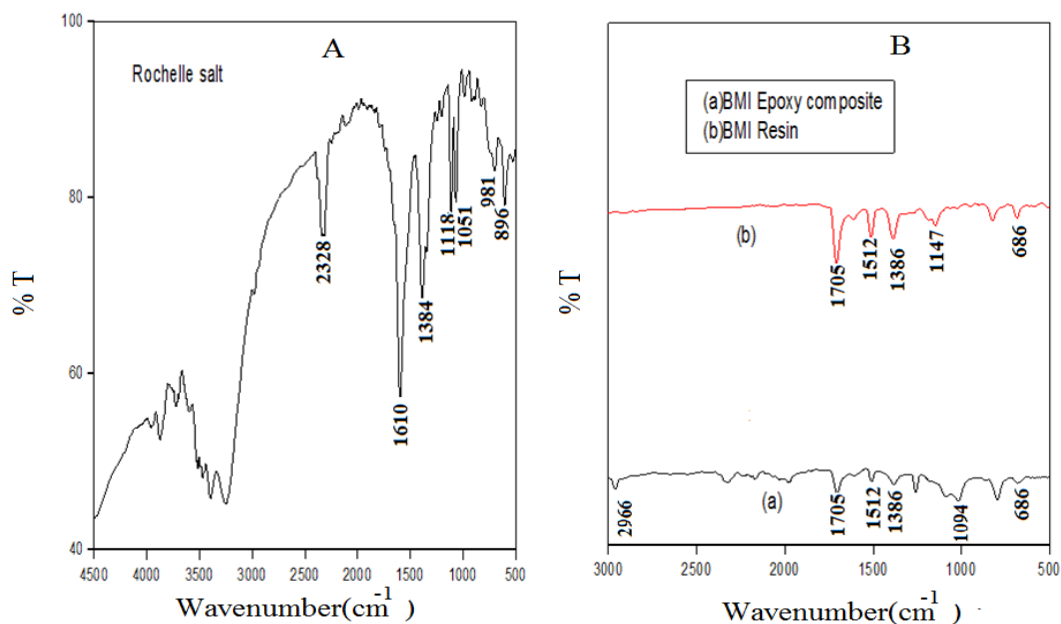 A
Rochelle salt
% T
100
80
60
40
2328
1610
1384
1118
1051
981
896
4500 4000 3500 3000 2500 2000 1500 1000 500
Wavenumber(cm-1)
B
(a)BMI Epoxy composite
(b)BMI Resin
% T
(b)
1705
1512
1386
1147
686
(a)
2966
1705
1512
1386
1094
686
3000 2500 2000 1500 1000 500
Wavenumber(cm-1)